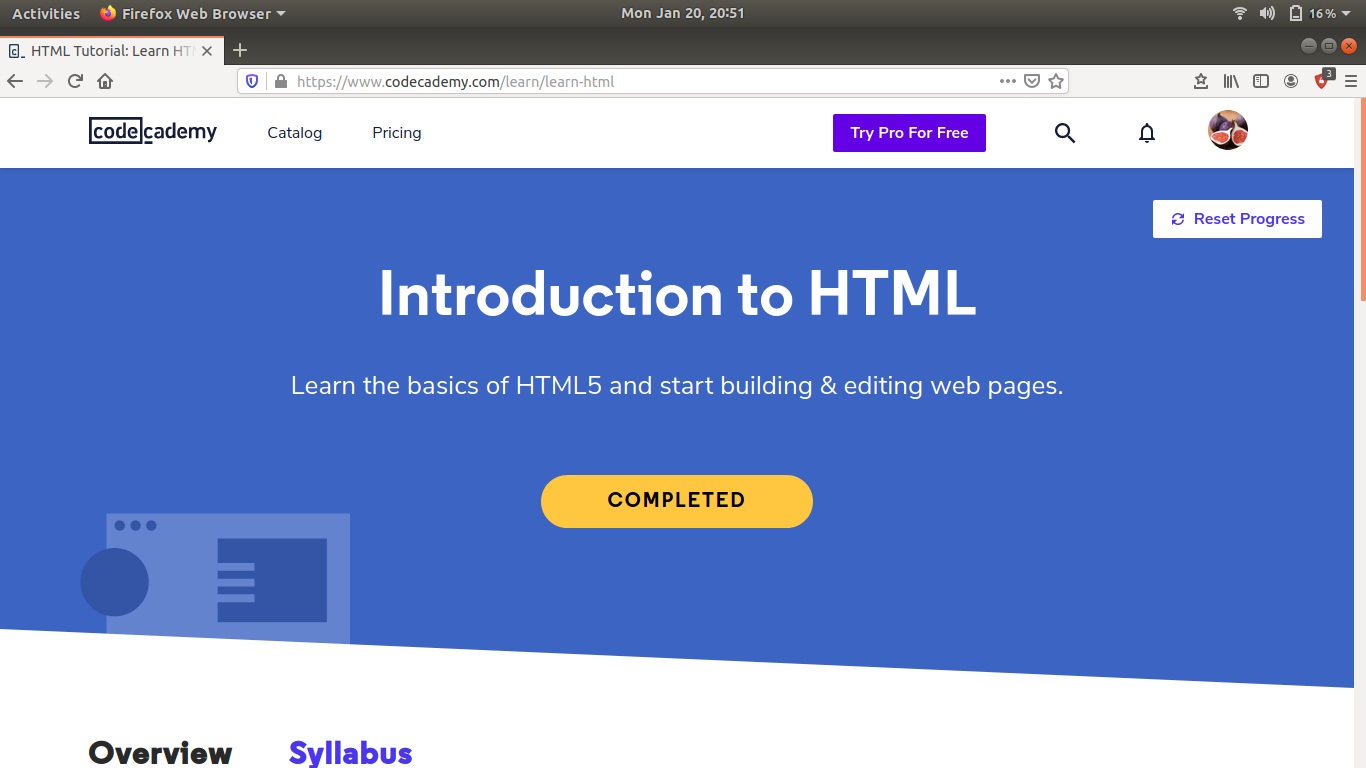 Activities Firefox Web Browser Mon Jan 20, 20:51 16%
HTML Tutorial: Learn HT
https://www.codecademy.com/learn/learn-html 3
codecademy Catalog Pricing Try Pro For Free
Reset Progress
Introduction to HTML
Learn the basics of HTML5 and start building & editing web pages.
COMPLETED
Overview Syllabus